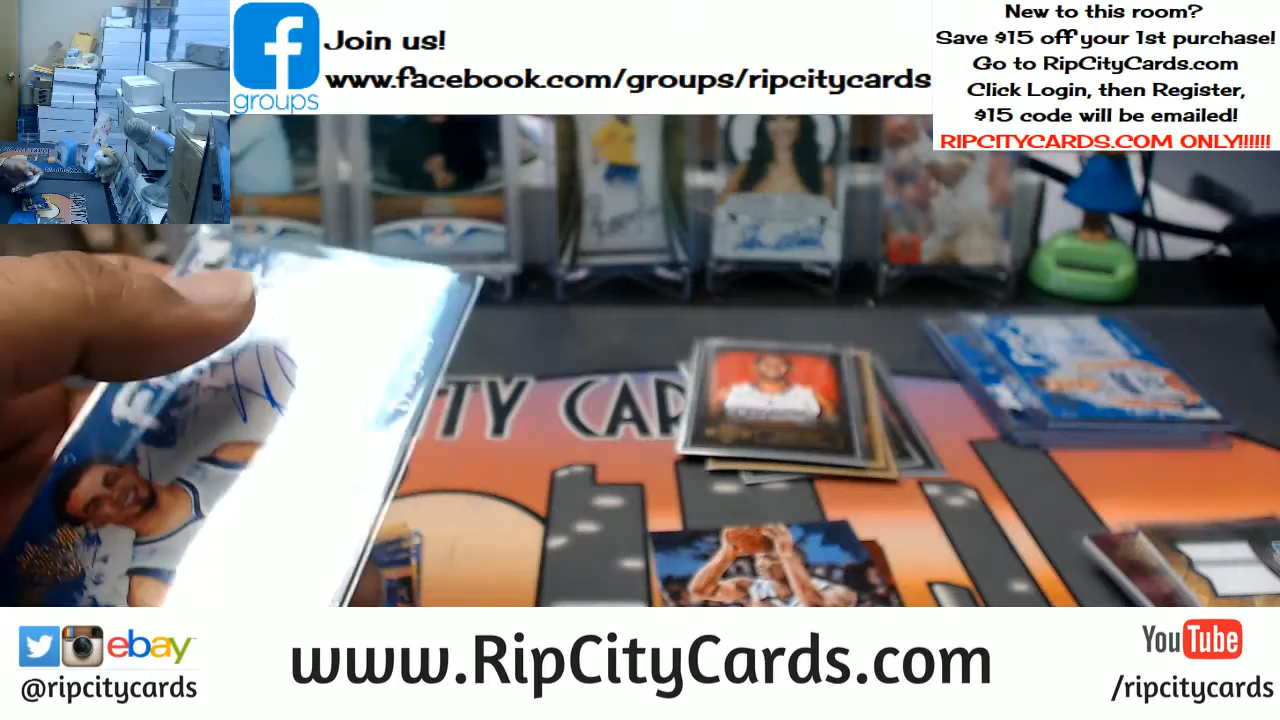 Join us!
www.facebook.com/groups/ripcitycards
groups
New to this room?
Save $15 off your 1st purchase!
Go to RipCityCards.com
Click Login, then Register,
$15 code will be emailed!
RIPCITYCARDS.COM ONLY!!!!!!
TY CAR
ebay
@ripcitycards
www.RipCityCards.com
YouTube
/ripcitycards